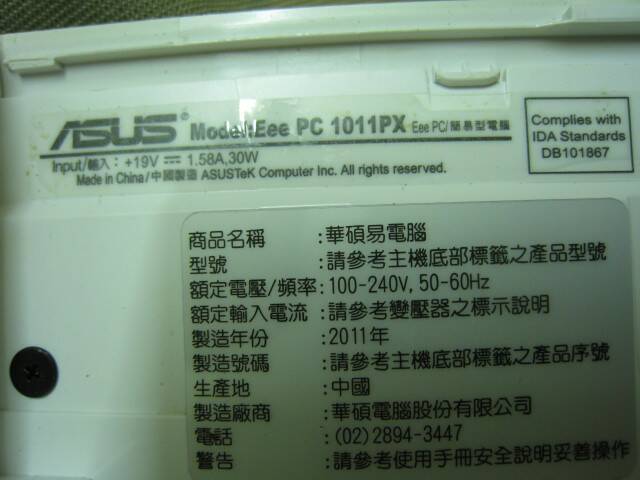 ASUS® Model:Eee PC 1011PX Eee PC/簡易型電腦
Input/輸入: +19V ⎓ 1.58A,30W
Made in China/中國製造 ASUSTeK Computer Inc. All rights reserved.
Complies with
IDA Standards
DB101867
商品名稱 :華碩易電腦
型號 :請參考主機底部標籤之產品型號
額定電壓/頻率:100-240V, 50-60Hz
額定輸入電流 :請參考變壓器之標示說明
製造年份 :2011年
製造號碼 :請參考主機底部標籤之產品序號
生產地 :中國
製造廠商 :華碩電腦股份有限公司
電話 :(02)2894-3447
警告 :請參考使用手冊安全說明妥善操作